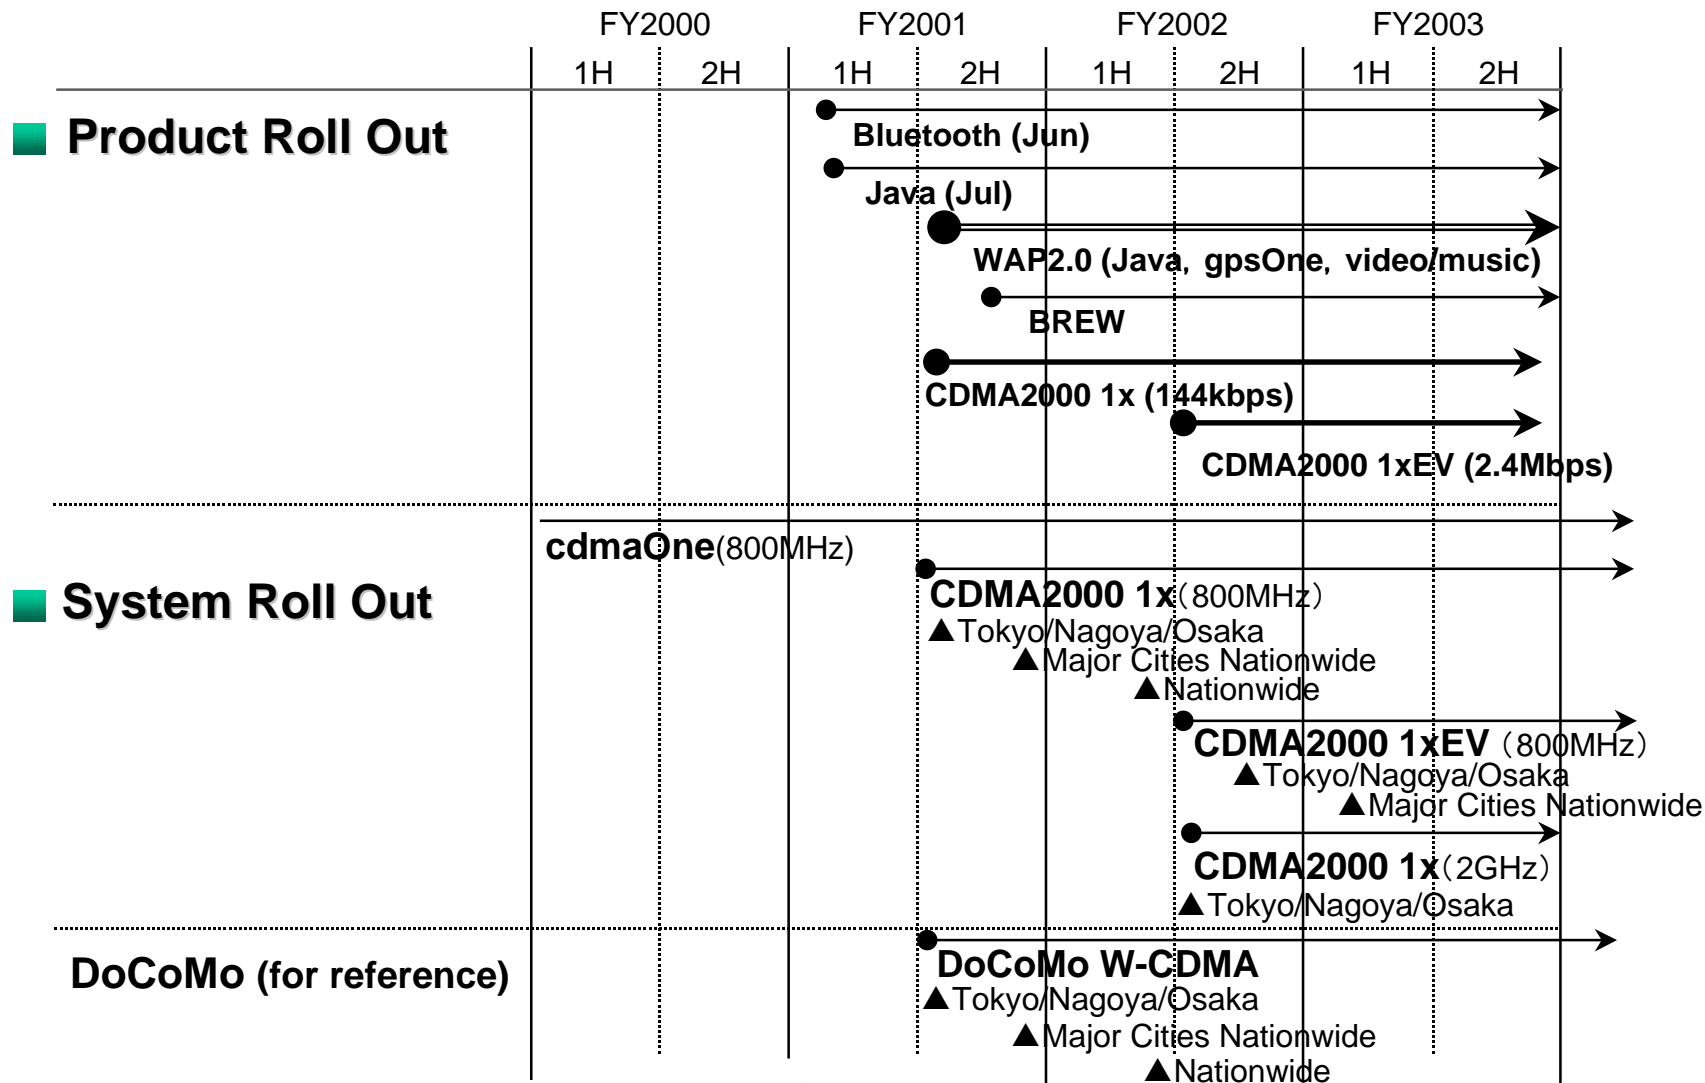 FY2000 FY2001 FY2002 FY2003
1H 2H 1H 2H 1H 2H 1H 2H
Product Roll Out
Bluetooth (Jun)
Java (Jul)
WAP2.0 (Java, gpsOne, video/music)
BREW
CDMA2000 1x (144kbps)
CDMA2000 1xEV (2.4Mbps)
cdmaOne(800MHz)
System Roll Out
CDMA2000 1x（800MHz）
▲Tokyo/Nagoya/Osaka
▲Major Cities Nationwide
▲Nationwide
CDMA2000 1xEV（800MHz）
▲Tokyo/Nagoya/Osaka
▲Major Cities Nationwide
CDMA2000 1x（2GHz）
▲Tokyo/Nagoya/Osaka
DoCoMo (for reference)
DoCoMo W-CDMA
▲Tokyo/Nagoya/Osaka
▲Major Cities Nationwide
▲Nationwide